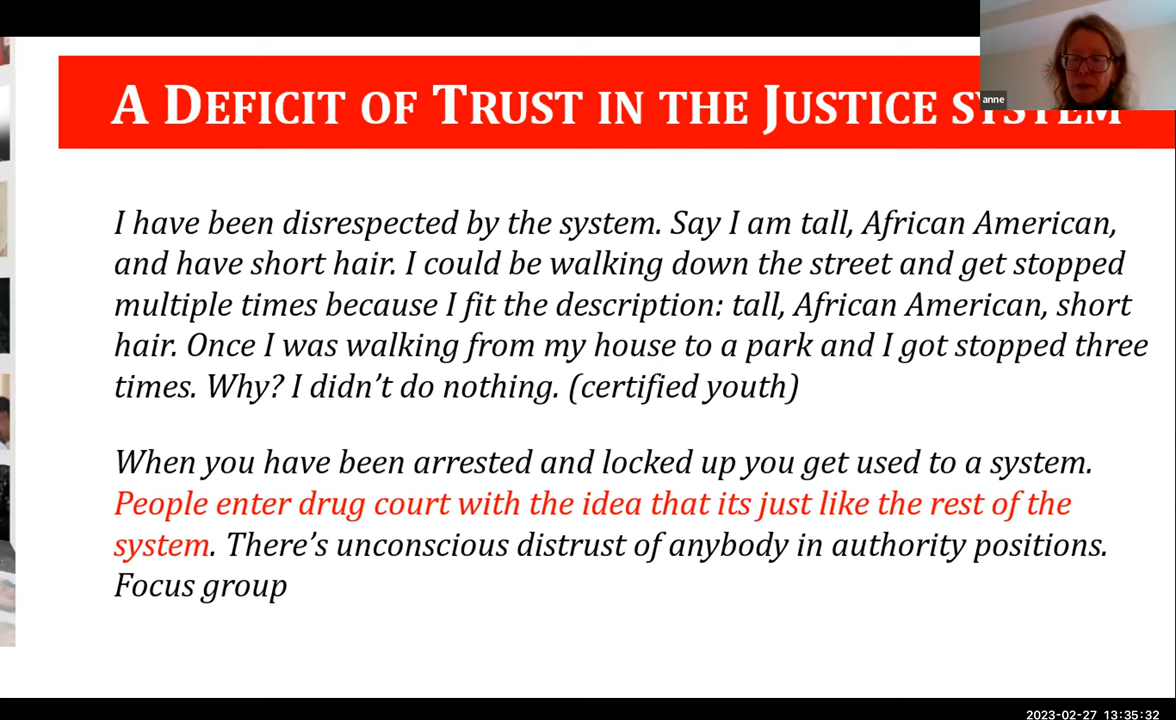 A DEFICIT OF TRUST IN THE JUSTICE SYSTEM
anne
I have been disrespected by the system. Say I am tall, African American,
and have short hair. I could be walking down the street and get stopped
multiple times because I fit the description: tall, African American, short
hair. Once I was walking from my house to a park and I got stopped three
times. Why? I didn’t do nothing. (certified youth)
When you have been arrested and locked up you get used to a system.
People enter drug court with the idea that its just like the rest of the
system. There’s unconscious distrust of anybody in authority positions.
Focus group
2023-02-27 13:35:32